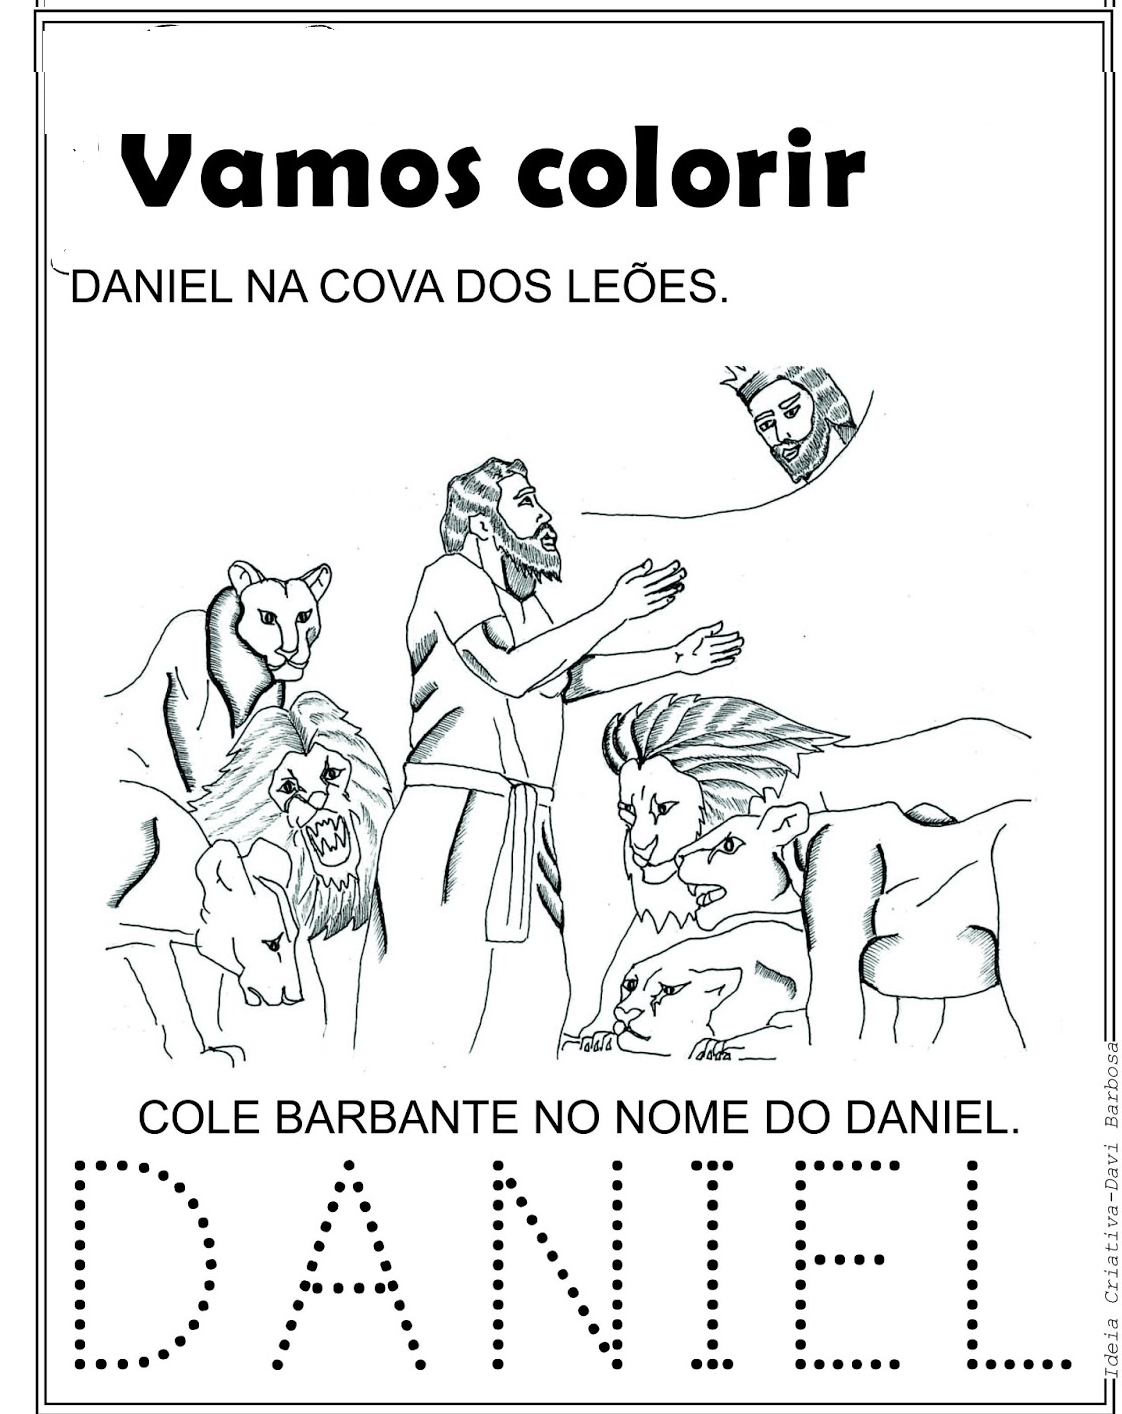 Vamos colorir
DANIEL NA COVA DOS LEÕES.
COLE BARBANTE NO NOME DO DANIEL.
DANIEL
Ideia Criativa-Davi Barbosa